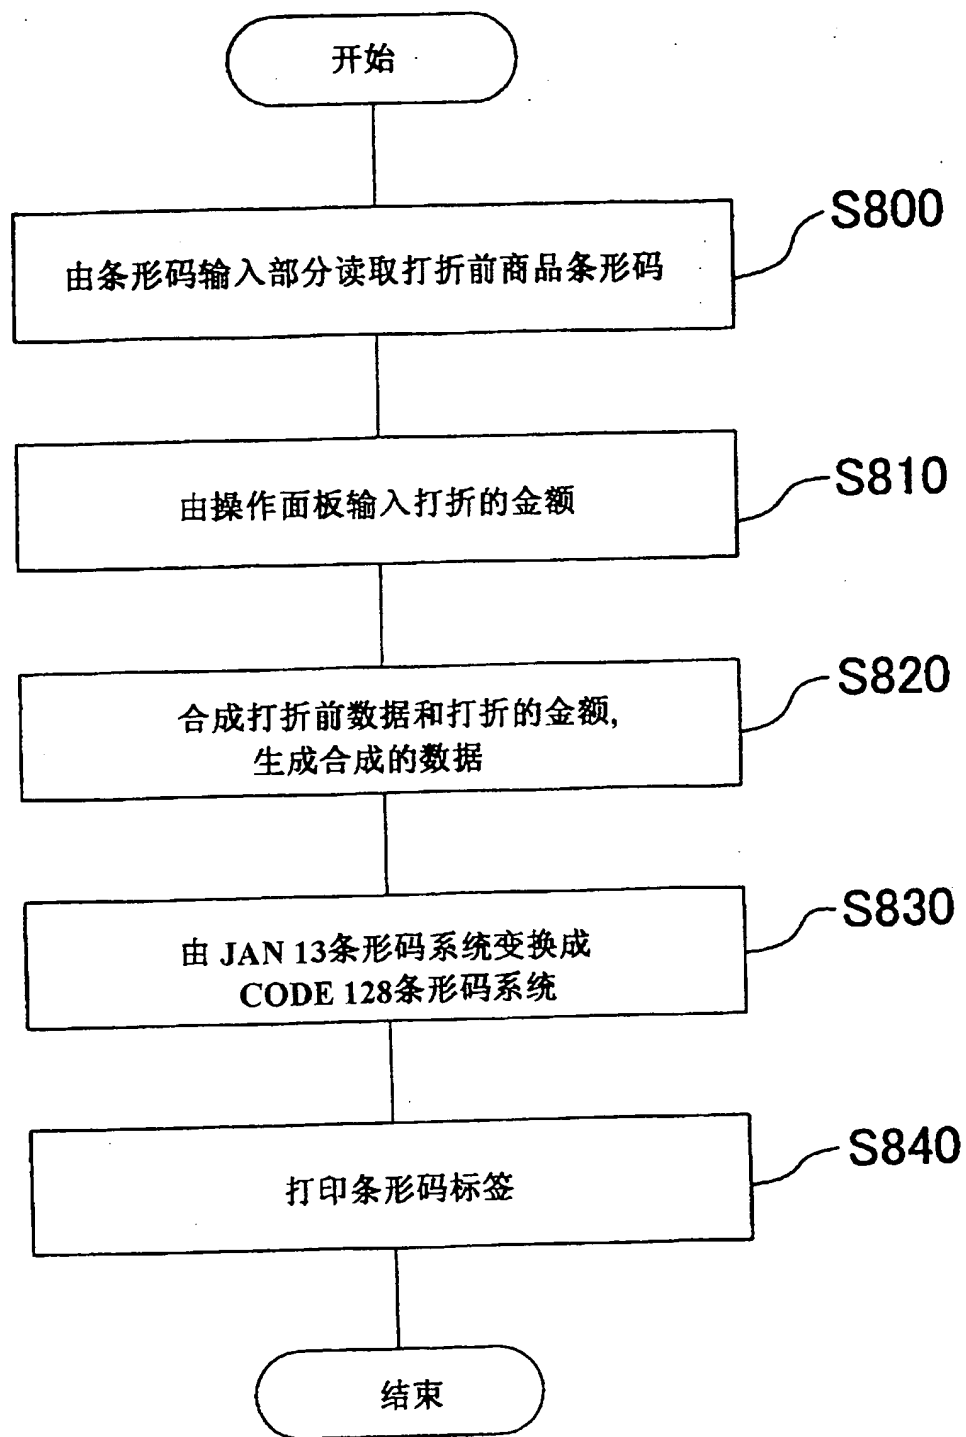 开始
S800
由条形码输入部分读取打折前商品条形码
S810
由操作面板输入打折的金额
S820
合成打折前数据和打折的金额,
生成合成的数据
S830
由 JAN 13条形码系统变换成
CODE 128条形码系统
S840
打印条形码标签
结束